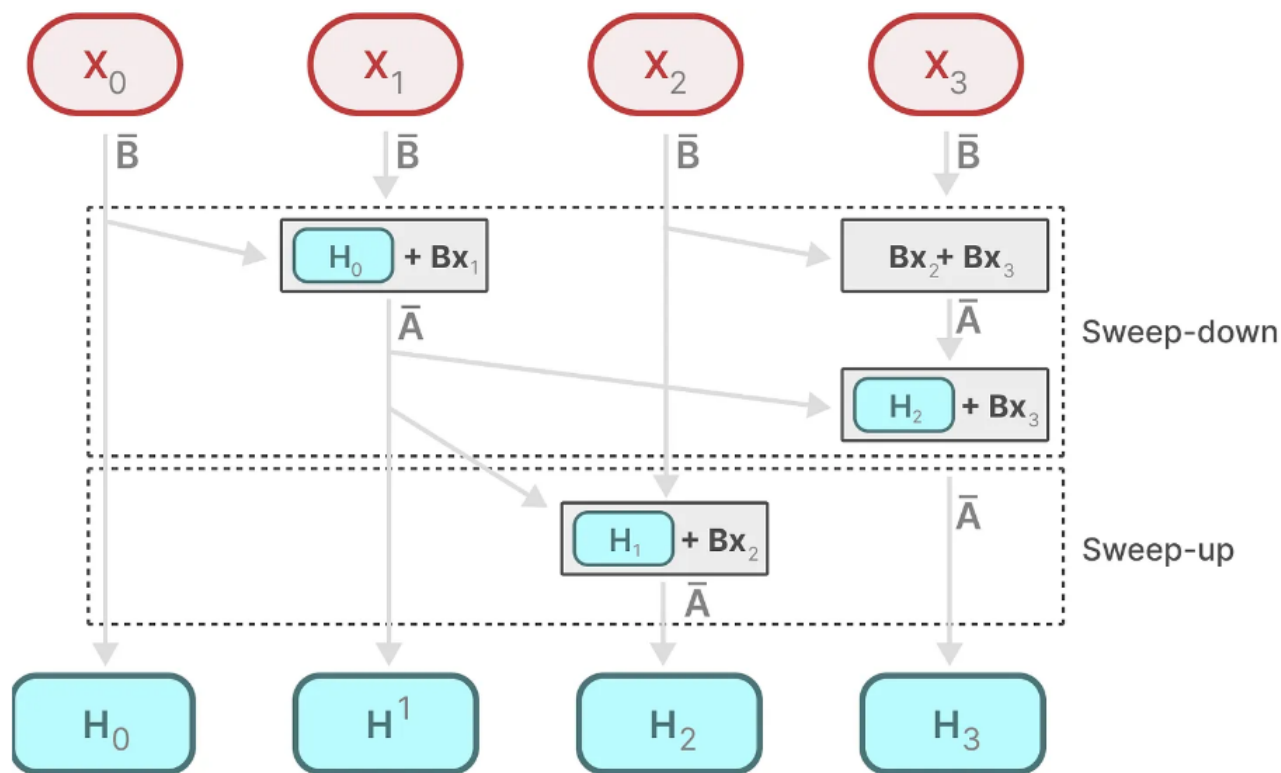 X₀ X₁ X₂ X₃
B̅ B̅ B̅ B̅
H₀ + Bx₁
Bx₂+ Bx₃
A̅ A̅
Sweep-down
H₂ + Bx₃
A̅
H₁ + Bx₂
Sweep-up
A̅
H₀ H¹ H₂ H₃